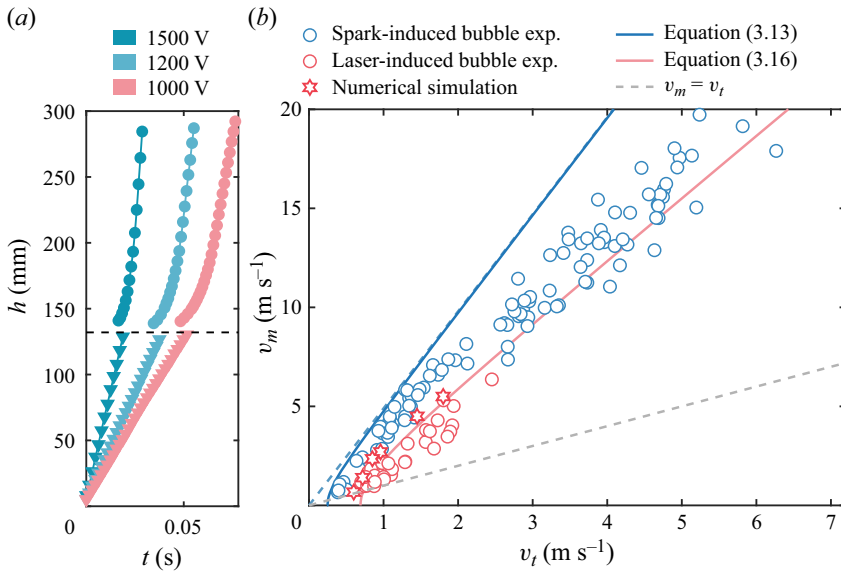 (a)
1500 V
1200 V
1000 V
300
250
200
150
100
50
0
0.05
h (mm)
t (s)
(b)
Spark-induced bubble exp.
Laser-induced bubble exp.
Numerical simulation
Equation (3.13)
Equation (3.16)
v_m = v_t
20
15
10
5
0
1
2
3
4
5
6
7
v_m (m s⁻¹)
v_t (m s⁻¹)